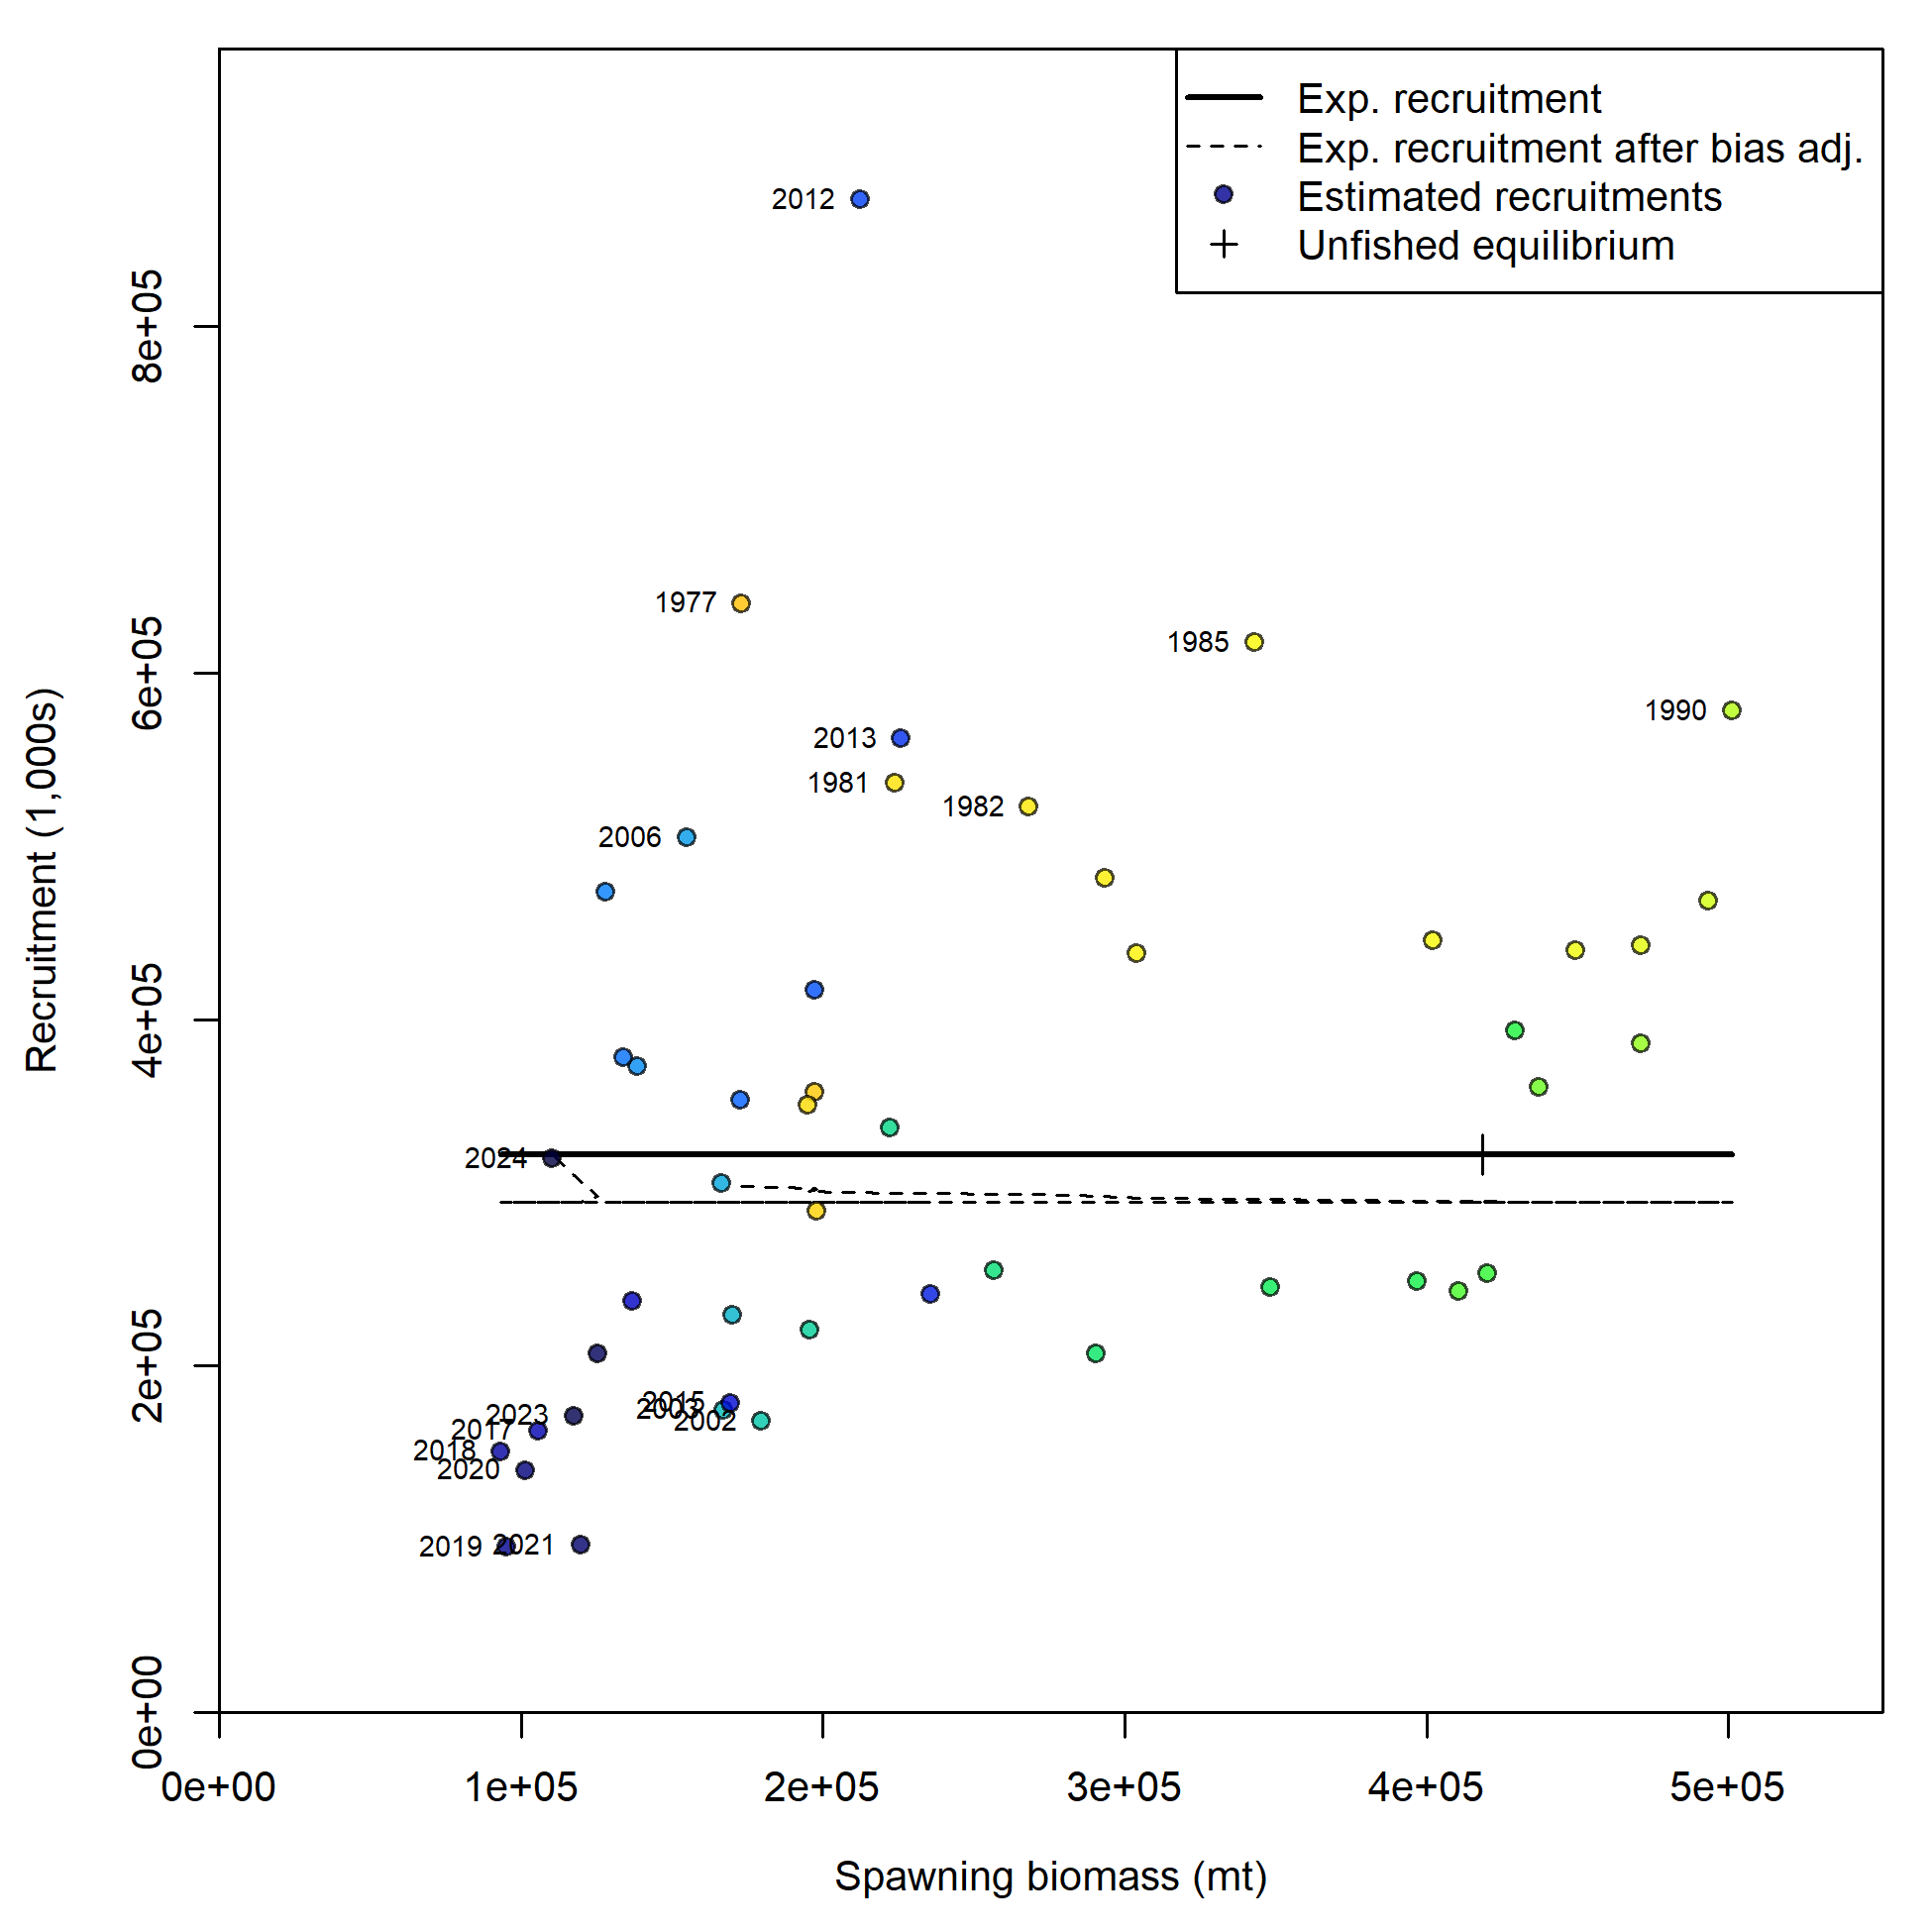 Exp. recruitment
Exp. recruitment after bias adj.
Estimated recruitments
Unfished equilibrium
2012
8e+05
1977
1985
6e+05
1990
2013
1981
1982
2006
Recruitment (1,000s)
4e+05
2024
2e+05
2015
2003
2023
2002
2017
2018
2020
2021
2019
0e+00
0e+00 1e+05 2e+05 3e+05 4e+05 5e+05
Spawning biomass (mt)